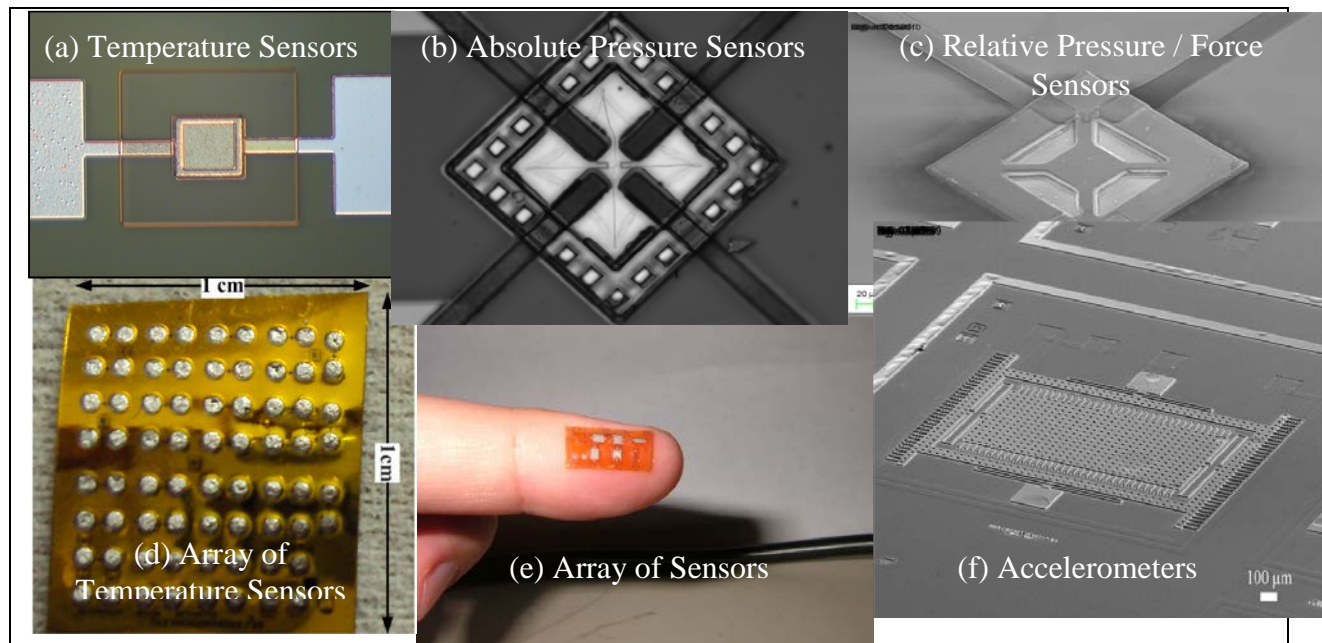 (a) Temperature Sensors
(b) Absolute Pressure Sensors
(c) Relative Pressure / Force
Sensors
1 cm
1cm
(d) Array of
Temperature Sensors
(e) Array of Sensors
20
(f) Accelerometers
100 µm